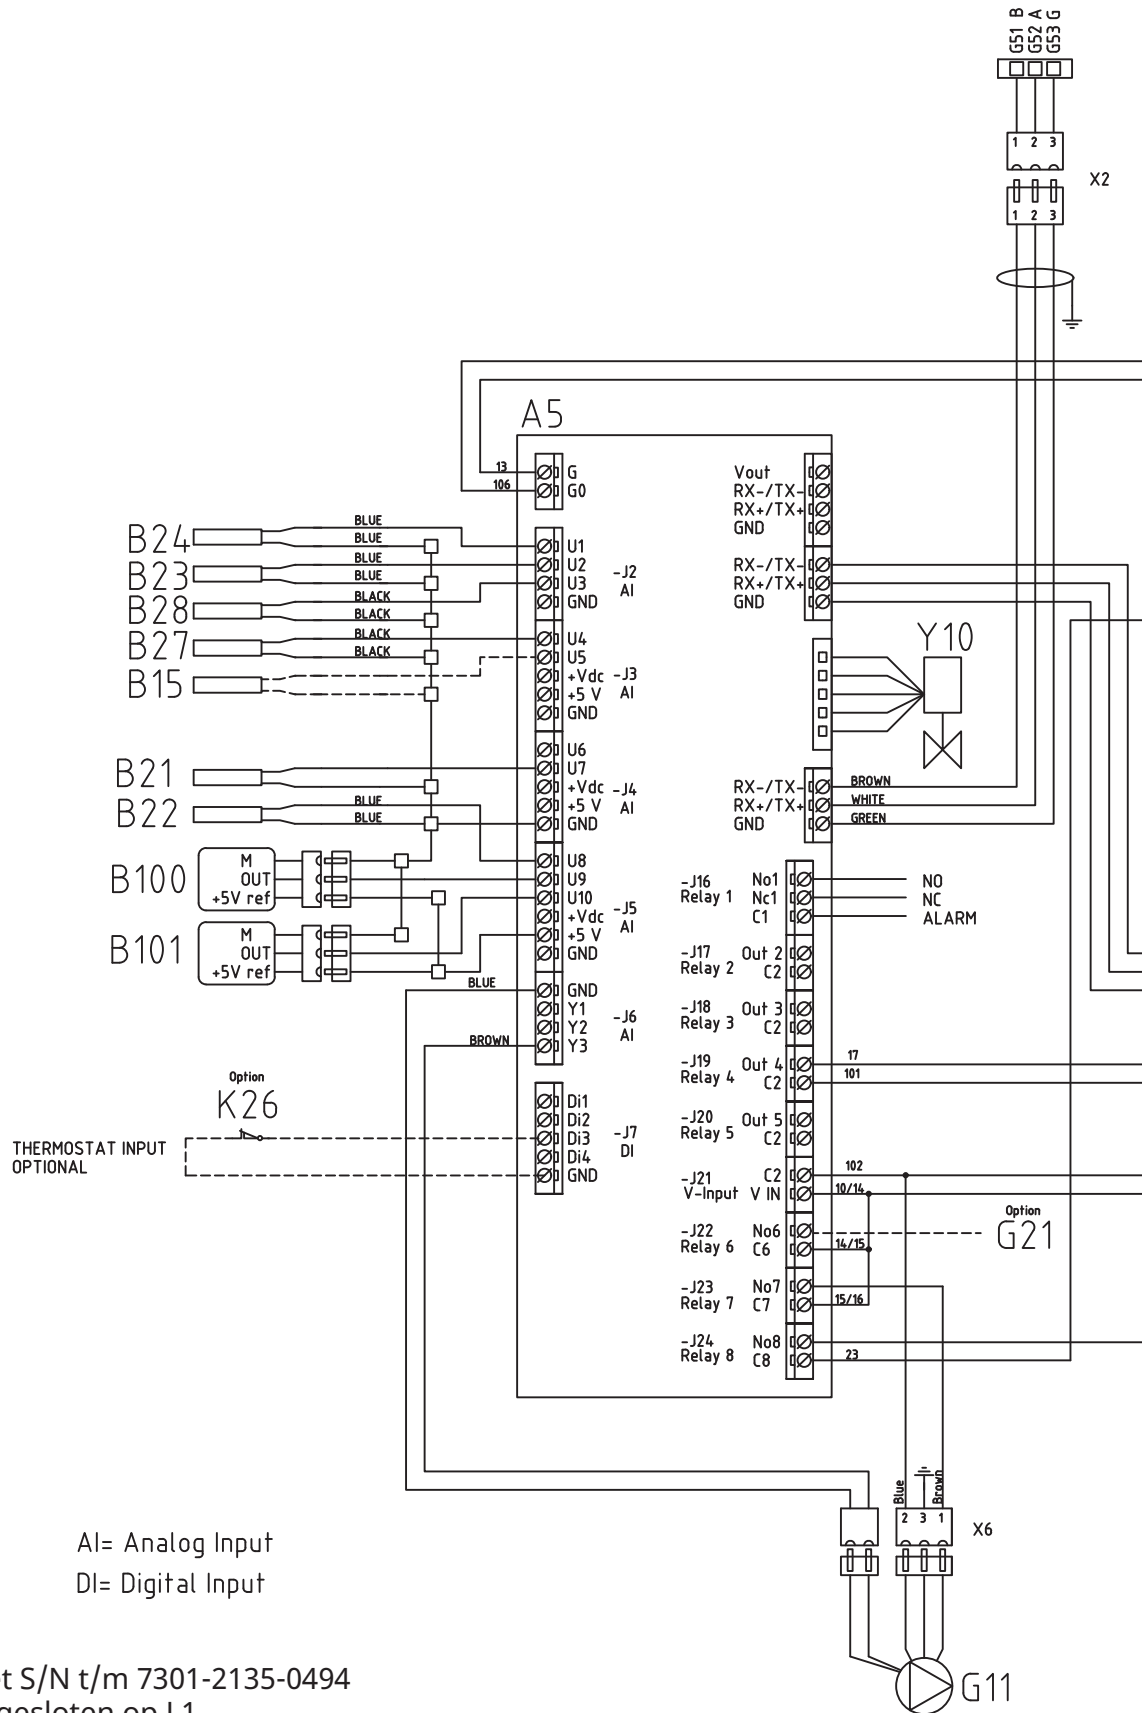 G51 B
G52 A
G53 G
1 2 3
X2
1 2 3
A5
13
G
106
G0
Vout
RX-/TX-
RX+/TX+
GND
RX-/TX-
RX+/TX+
GND
B24
BLUE
BLUE
B23
BLUE
BLUE
B28
BLACK
BLACK
B27
BLACK
BLACK
B15
U1
U2
U3
GND
-J2
AI
U4
U5
+Vdc
+5 V
GND
-J3
AI
Y10
B21
B22
BLUE
BLUE
U6
U7
+Vdc
+5 V
GND
-J4
AI
RX-/TX-
RX+/TX+
GND
BROWN
WHITE
GREEN
B100
M
OUT
+5V ref
B101
M
OUT
+5V ref
U8
U9
U10
+Vdc
+5 V
GND
-J5
AI
BLUE
GND
Y1
Y2
Y3
-J6
AI
BROWN
-J16
Relay 1
No1
Nc1
C1
NO
NC
ALARM
-J17
Relay 2
Out 2
C2
-J18
Relay 3
Out 3
C2
-J19
Relay 4
Out 4
C2
17
101
-J20
Relay 5
Out 5
C2
Option
K26
THERMOSTAT INPUT
OPTIONAL
Di1
Di2
Di3
Di4
GND
-J7
DI
-J21
V-Input
C2
V IN
102
10/14
-J22
Relay 6
No6
C6
14/15
Option
G21
-J23
Relay 7
No7
C7
15/16
-J24
Relay 8
No8
C8
23
Blue
Brown
2 3 1
X6
G11
AI= Analog Input
DI= Digital Input
t S/N t/m 7301-2135-0494